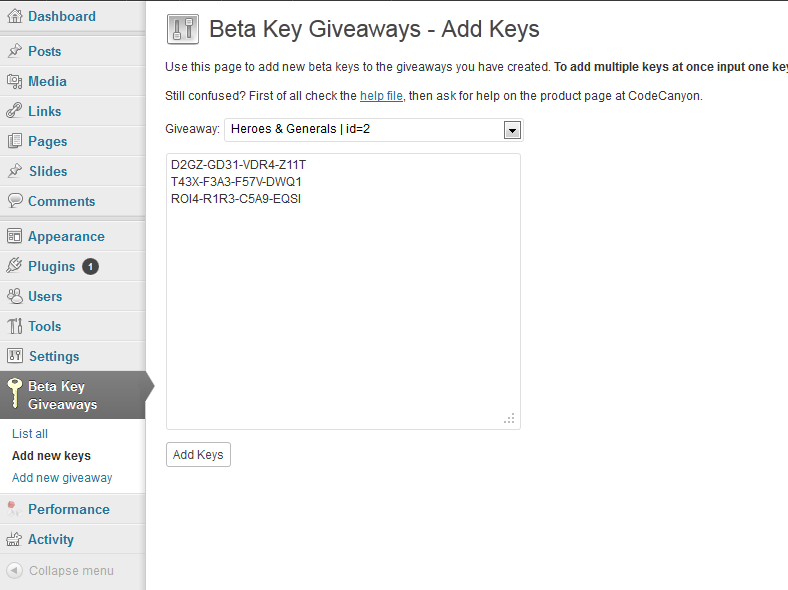 Dashboard
Posts
Media
Links
Pages
Slides
Comments
Appearance
Plugins 1
Users
Tools
Settings
Beta Key
Giveaways
List all
Add new keys
Add new giveaway
Performance
Activity
Collapse menu
Beta Key Giveaways - Add Keys
Use this page to add new beta keys to the giveaways you have created. To add multiple keys at once input one key
Still confused? First of all check the help file, then ask for help on the product page at CodeCanyon.
Giveaway: Heroes & Generals | id=2
D2GZ-GD31-VDR4-Z11T
T43X-F3A3-F57V-DWQ1
ROI4-R1R3-C5A9-EQSI
Add Keys